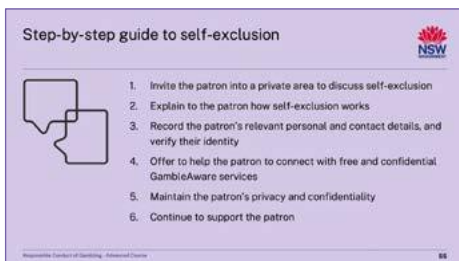 Step-by-step guide to self-exclusion
NSW
GOVERNMENT
1. Invite the patron into a private area to discuss self-exclusion
2. Explain to the patron how self-exclusion works
3. Record the patron's relevant personal and contact details, and
verify their identity
4. Offer to help the patron to connect with free and confidential
GambleAware services
5. Maintain the patron's privacy and confidentiality
6. Continue to support the patron
Responsible Conduct of Gambling - Advanced Course